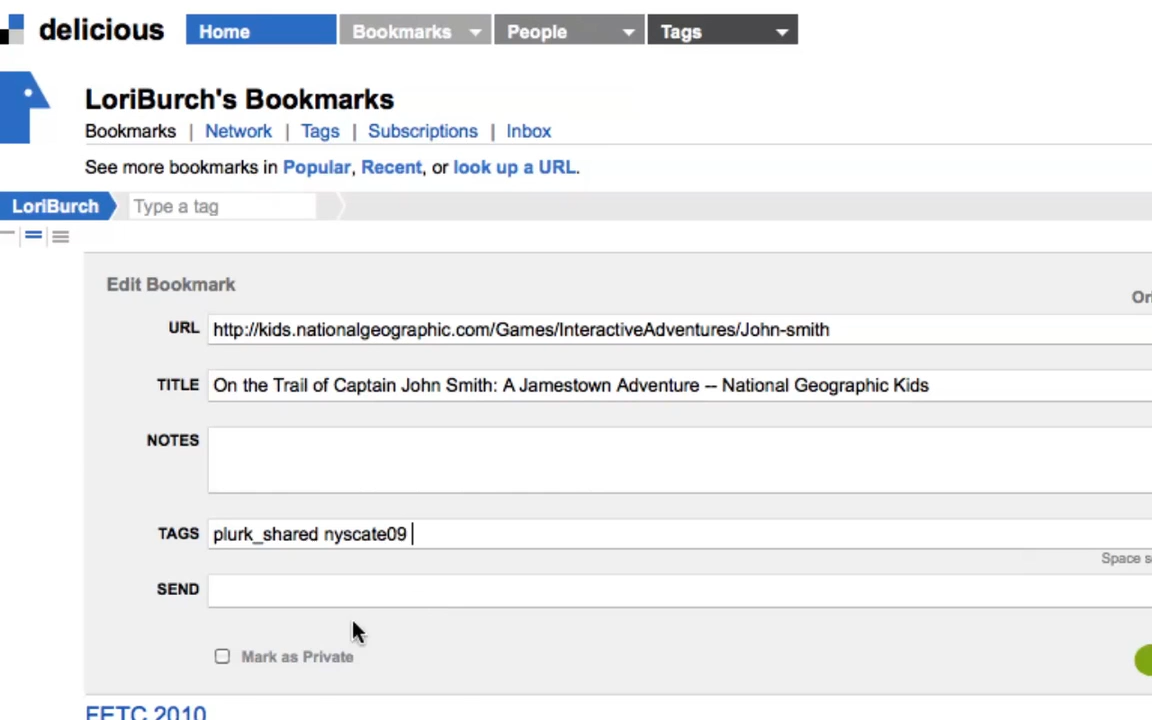 delicious Home Bookmarks People Tags
LoriBurch's Bookmarks
Bookmarks | Network | Tags | Subscriptions | Inbox
See more bookmarks in Popular, Recent, or look up a URL.
LoriBurch Type a tag
Edit Bookmark
URL http://kids.nationalgeographic.com/Games/InteractiveAdventures/John-smith
TITLE On the Trail of Captain John Smith: A Jamestown Adventure -- National Geographic Kids
NOTES
TAGS plurk_shared nyscate09
Space
SEND
Mark as Private
FETC 2010